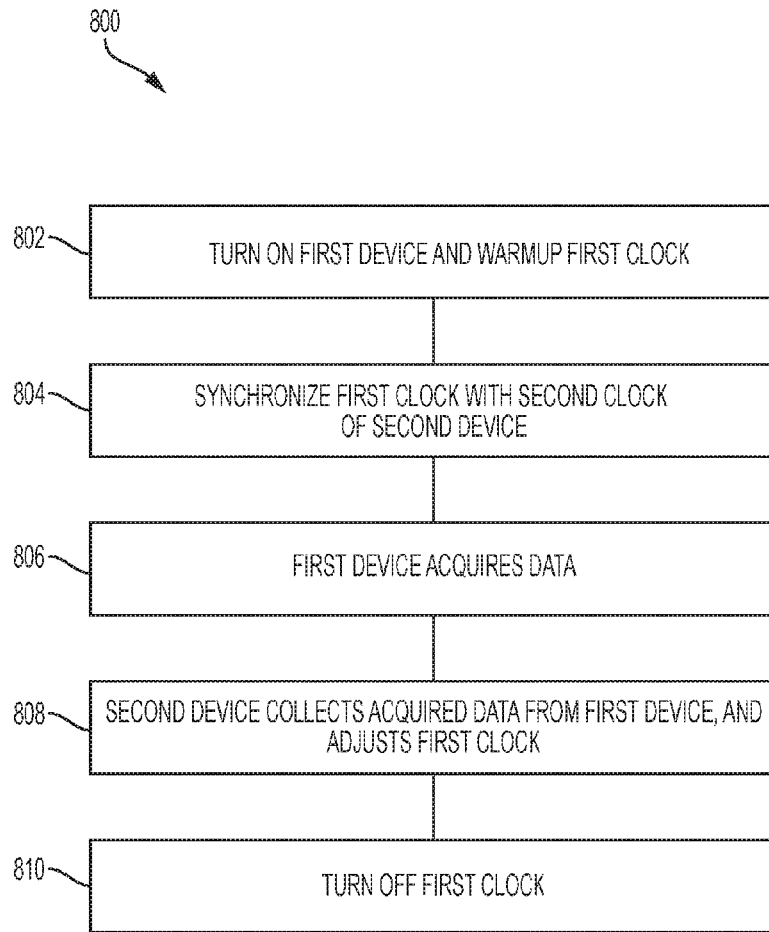 800
802
TURN ON FIRST DEVICE AND WARMUP FIRST CLOCK
804
SYNCHRONIZE FIRST CLOCK WITH SECOND CLOCK
OF SECOND DEVICE
806
FIRST DEVICE ACQUIRES DATA
808
SECOND DEVICE COLLECTS ACQUIRED DATA FROM FIRST DEVICE, AND
ADJUSTS FIRST CLOCK
810
TURN OFF FIRST CLOCK